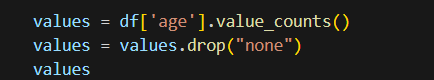 values = df['age'].value_counts()
values = values.drop("none")
values